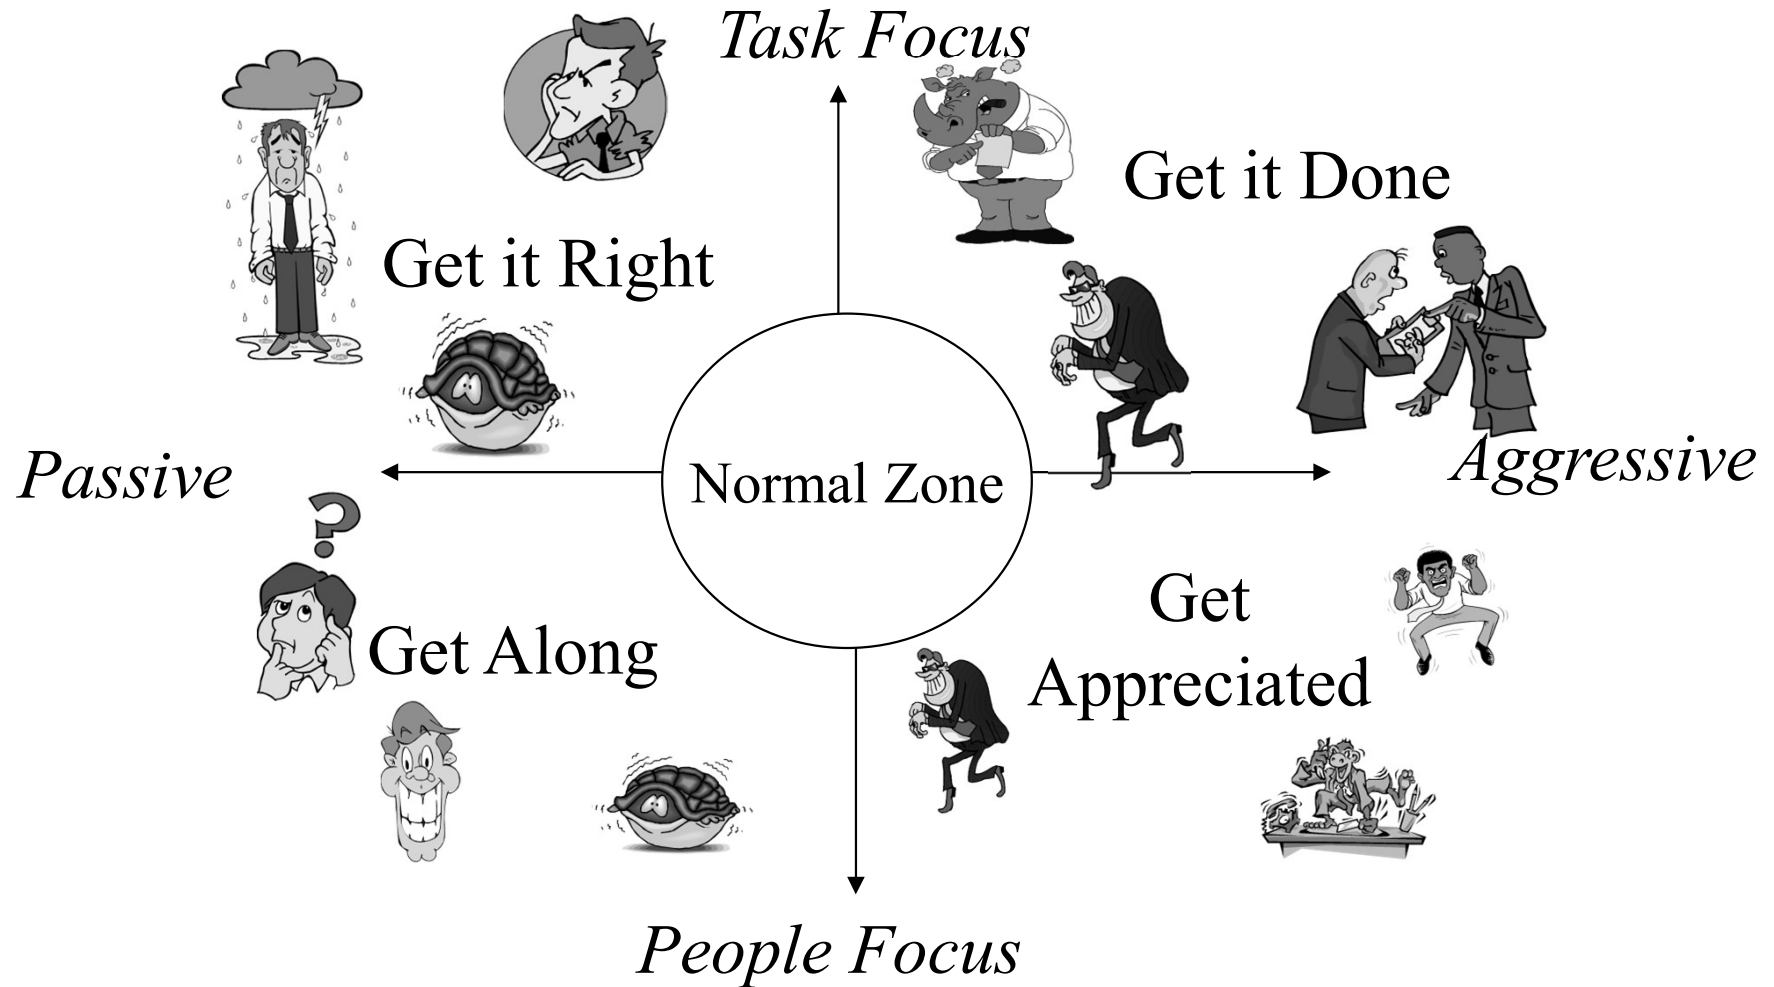 Task Focus
Get it Done
Get it Right
Passive
Normal Zone
Aggressive
?
Get Along
Get
Appreciated
People Focus